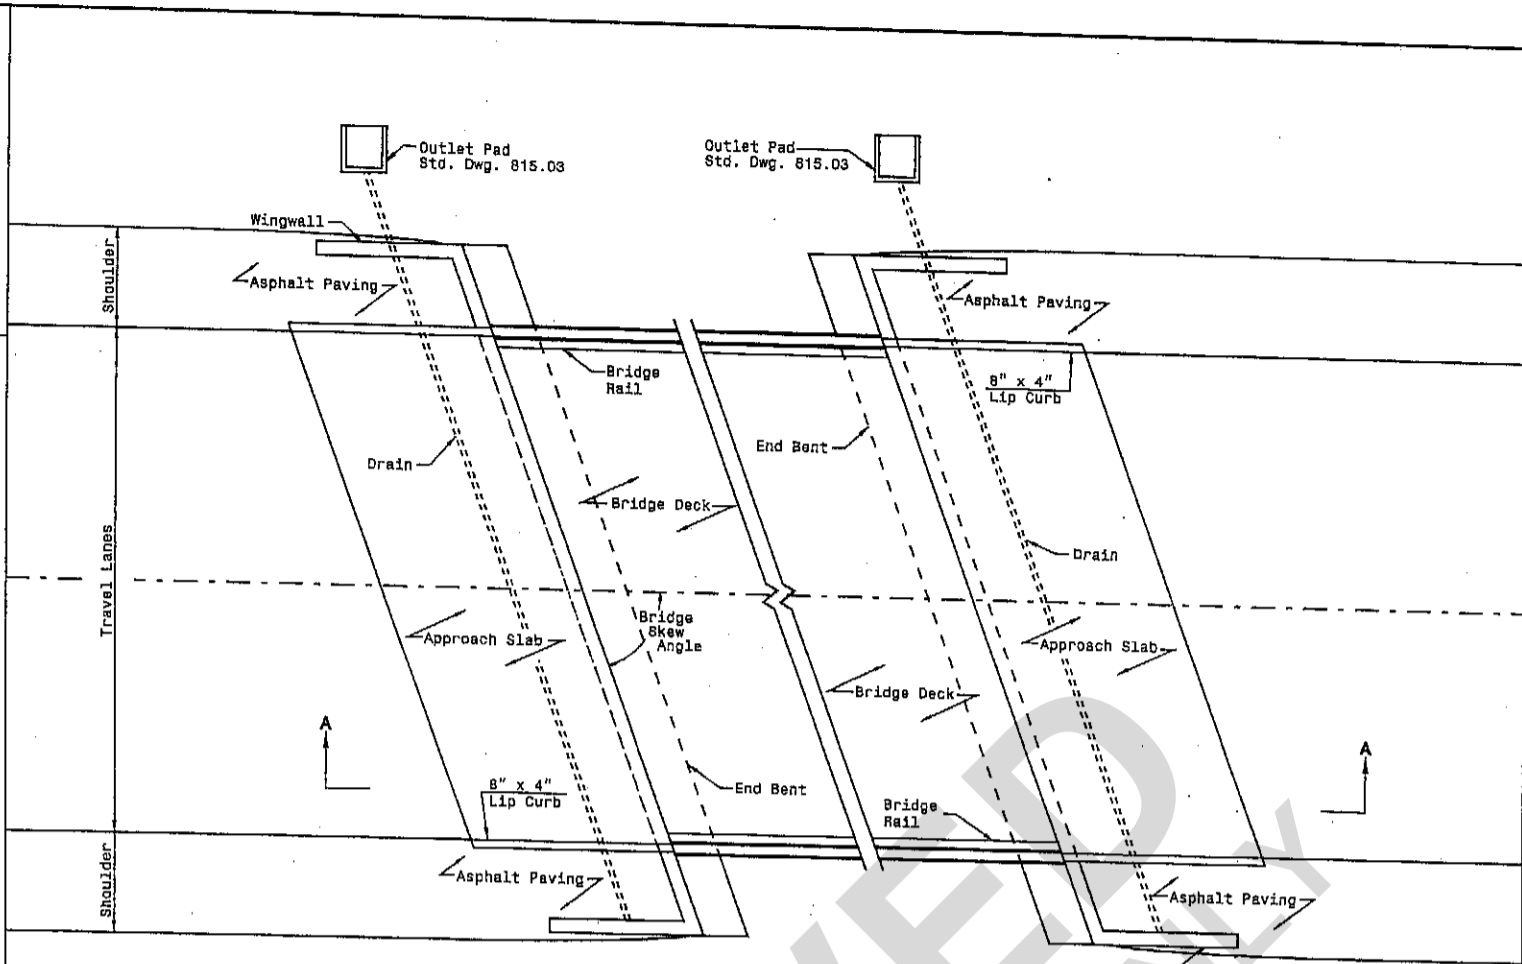 Outlet Pad
Std. Dwg. 815.03
Outlet Pad
Std. Dwg. 815.03
Wingwall
Shoulder
Asphalt Paving
Asphalt Paving
Bridge
Rail
8" x 4"
Lip Curb
End Bent
Drain
Bridge Deck
Drain
Travel Lanes
Bridge
Skew
Angle
Approach Slab
Approach Slab
Bridge Deck
A
A
8" x 4"
Lip Curb
End Bent
Bridge
Rail
Shoulder
Asphalt Paving
Asphalt Paving